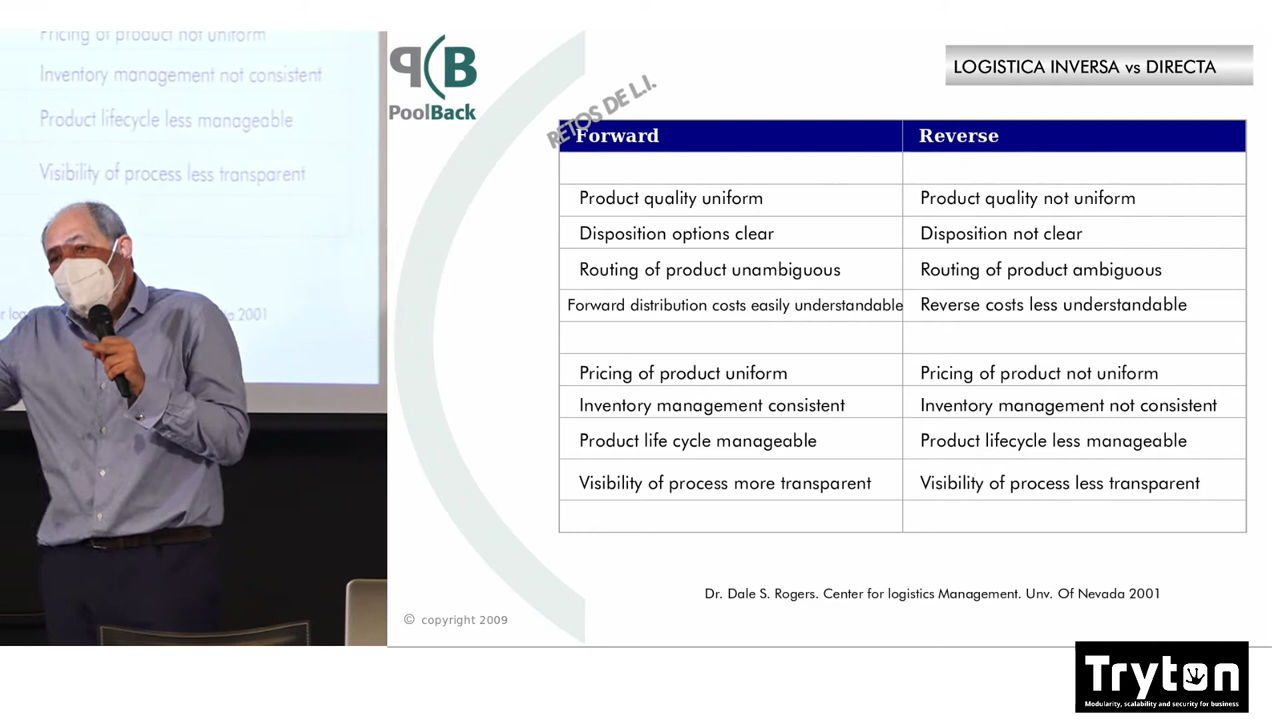 Pricing of product not uniform
Inventory management not consistent
Product lifecycle less manageable
Visibility of process less transparent
2001
PB
PoolBack
LOGISTICA INVERSA vs DIRECTA
RETOS DE L.I.
Forward Reverse
Product quality uniform Product quality not uniform
Disposition options clear Disposition not clear
Routing of product unambiguous Routing of product ambiguous
Forward distribution costs easily understandable Reverse costs less understandable
Pricing of product uniform Pricing of product not uniform
Inventory management consistent Inventory management not consistent
Product life cycle manageable Product lifecycle less manageable
Visibility of process more transparent Visibility of process less transparent
Dr. Dale S. Rogers. Center for logistics Management. Unv. Of Nevada 2001
© copyright 2009
Tryton
Modularity, scalability and security for business